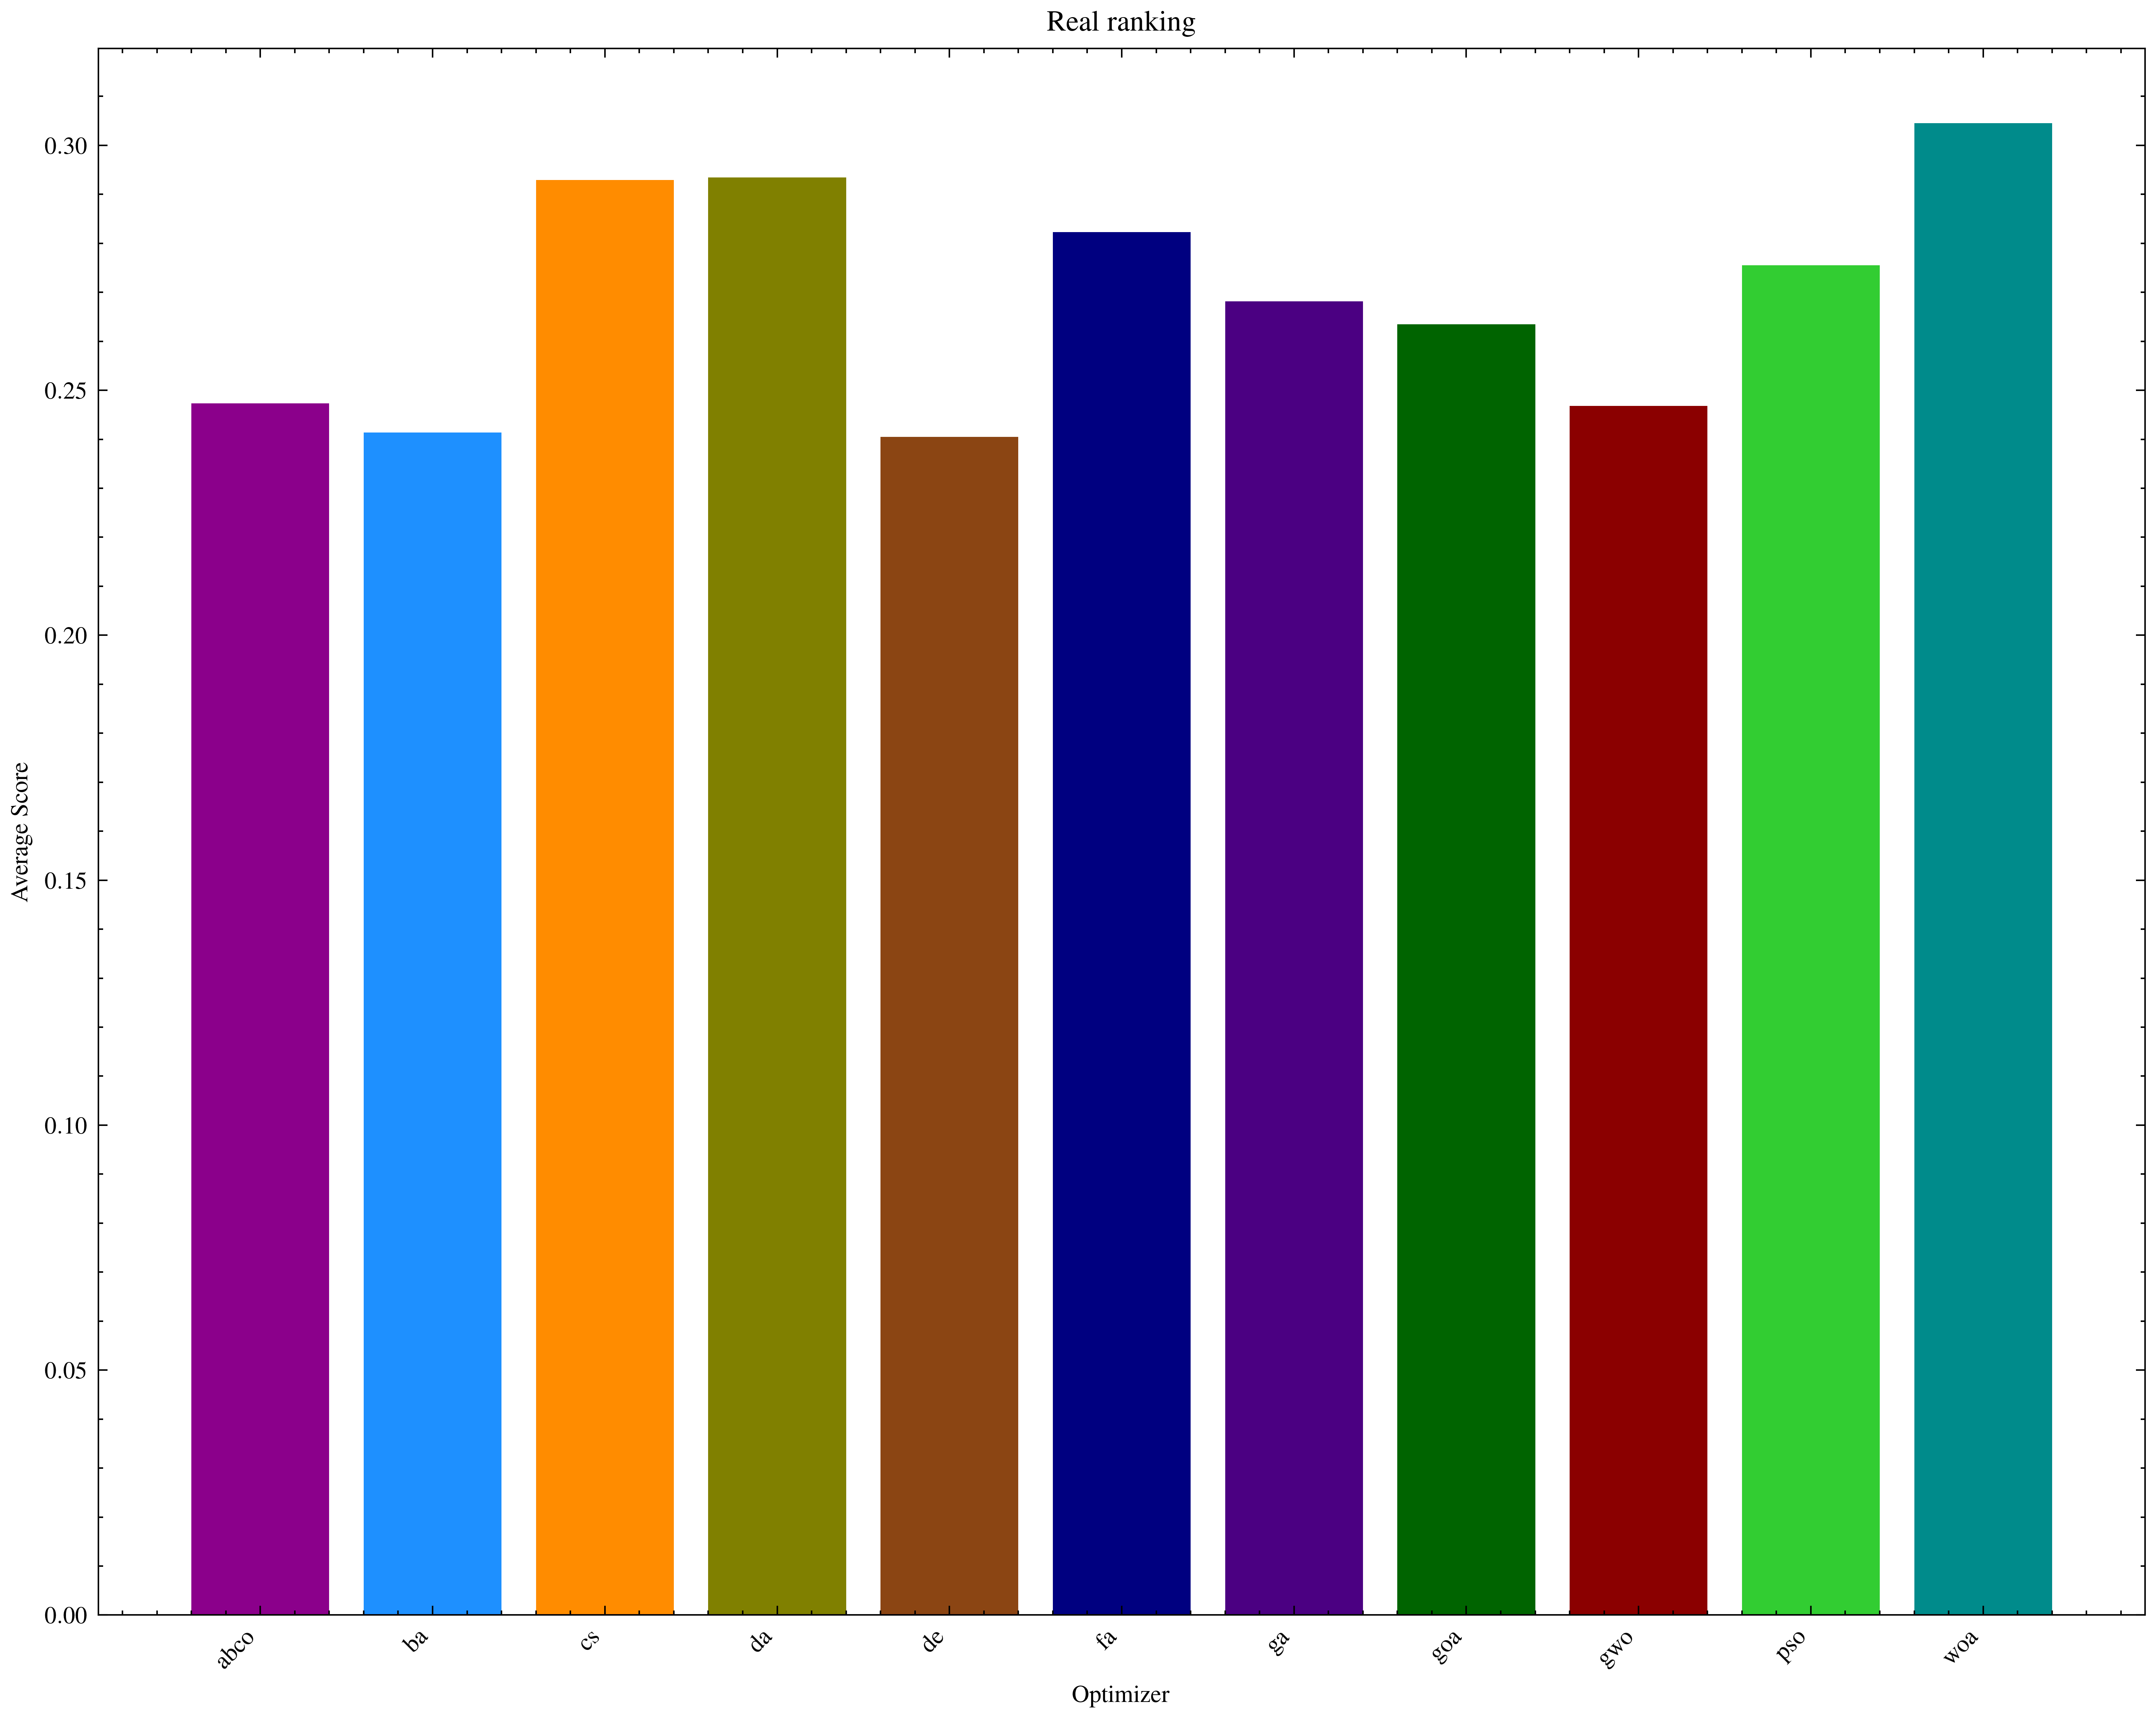 Real ranking
0.30
0.25
0.20
0.15
0.10
0.05
0.00
Average Score
abco
ba
cs
da
de
fa
ga
goa
gwo
pso
woa
Optimizer